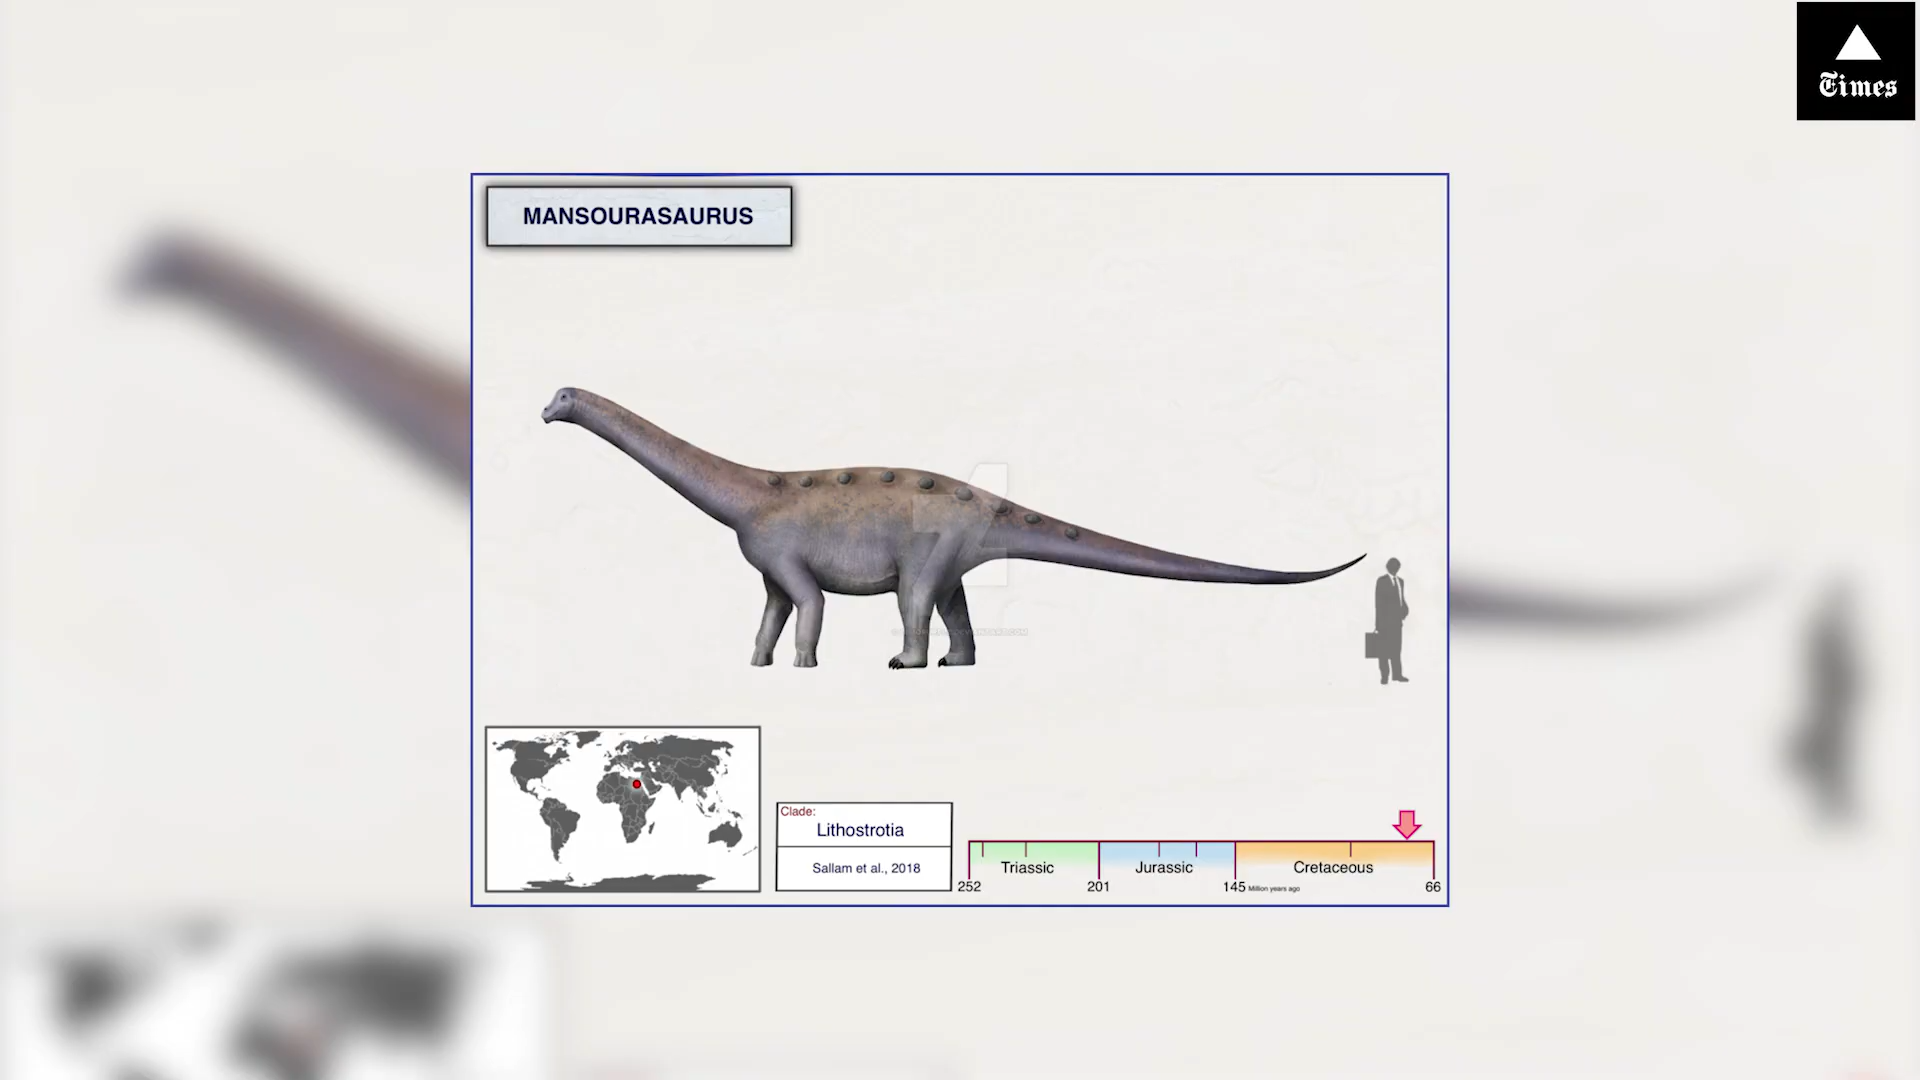 Times
MANSOURASAURUS
Clade:
Lithostrotia
Sallam et al., 2018
Triassic
Jurassic
Cretaceous
252
201
145 Million years ago
66